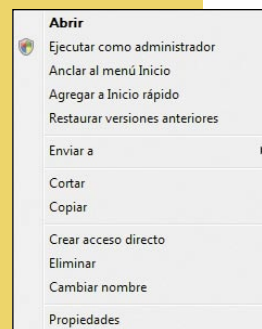 Abrir
Ejecutar como administrador
Anclar al menú Inicio
Agregar a Inicio rápido
Restaurar versiones anteriores
Enviar a
Cortar
Copiar
Crear acceso directo
Eliminar
Cambiar nombre
Propiedades